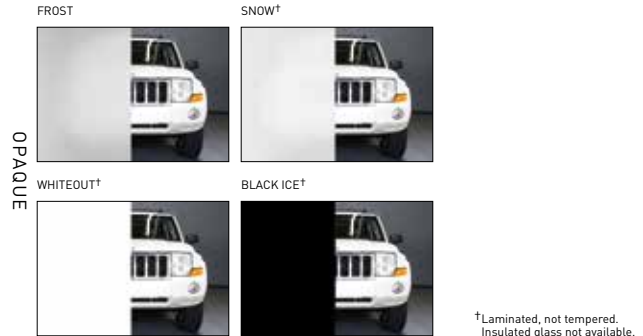 OPAQUE
FROST
SNOW†
WHITEOUT†
BLACK ICE†
†Laminated, not tempered.
Insulated glass not available.